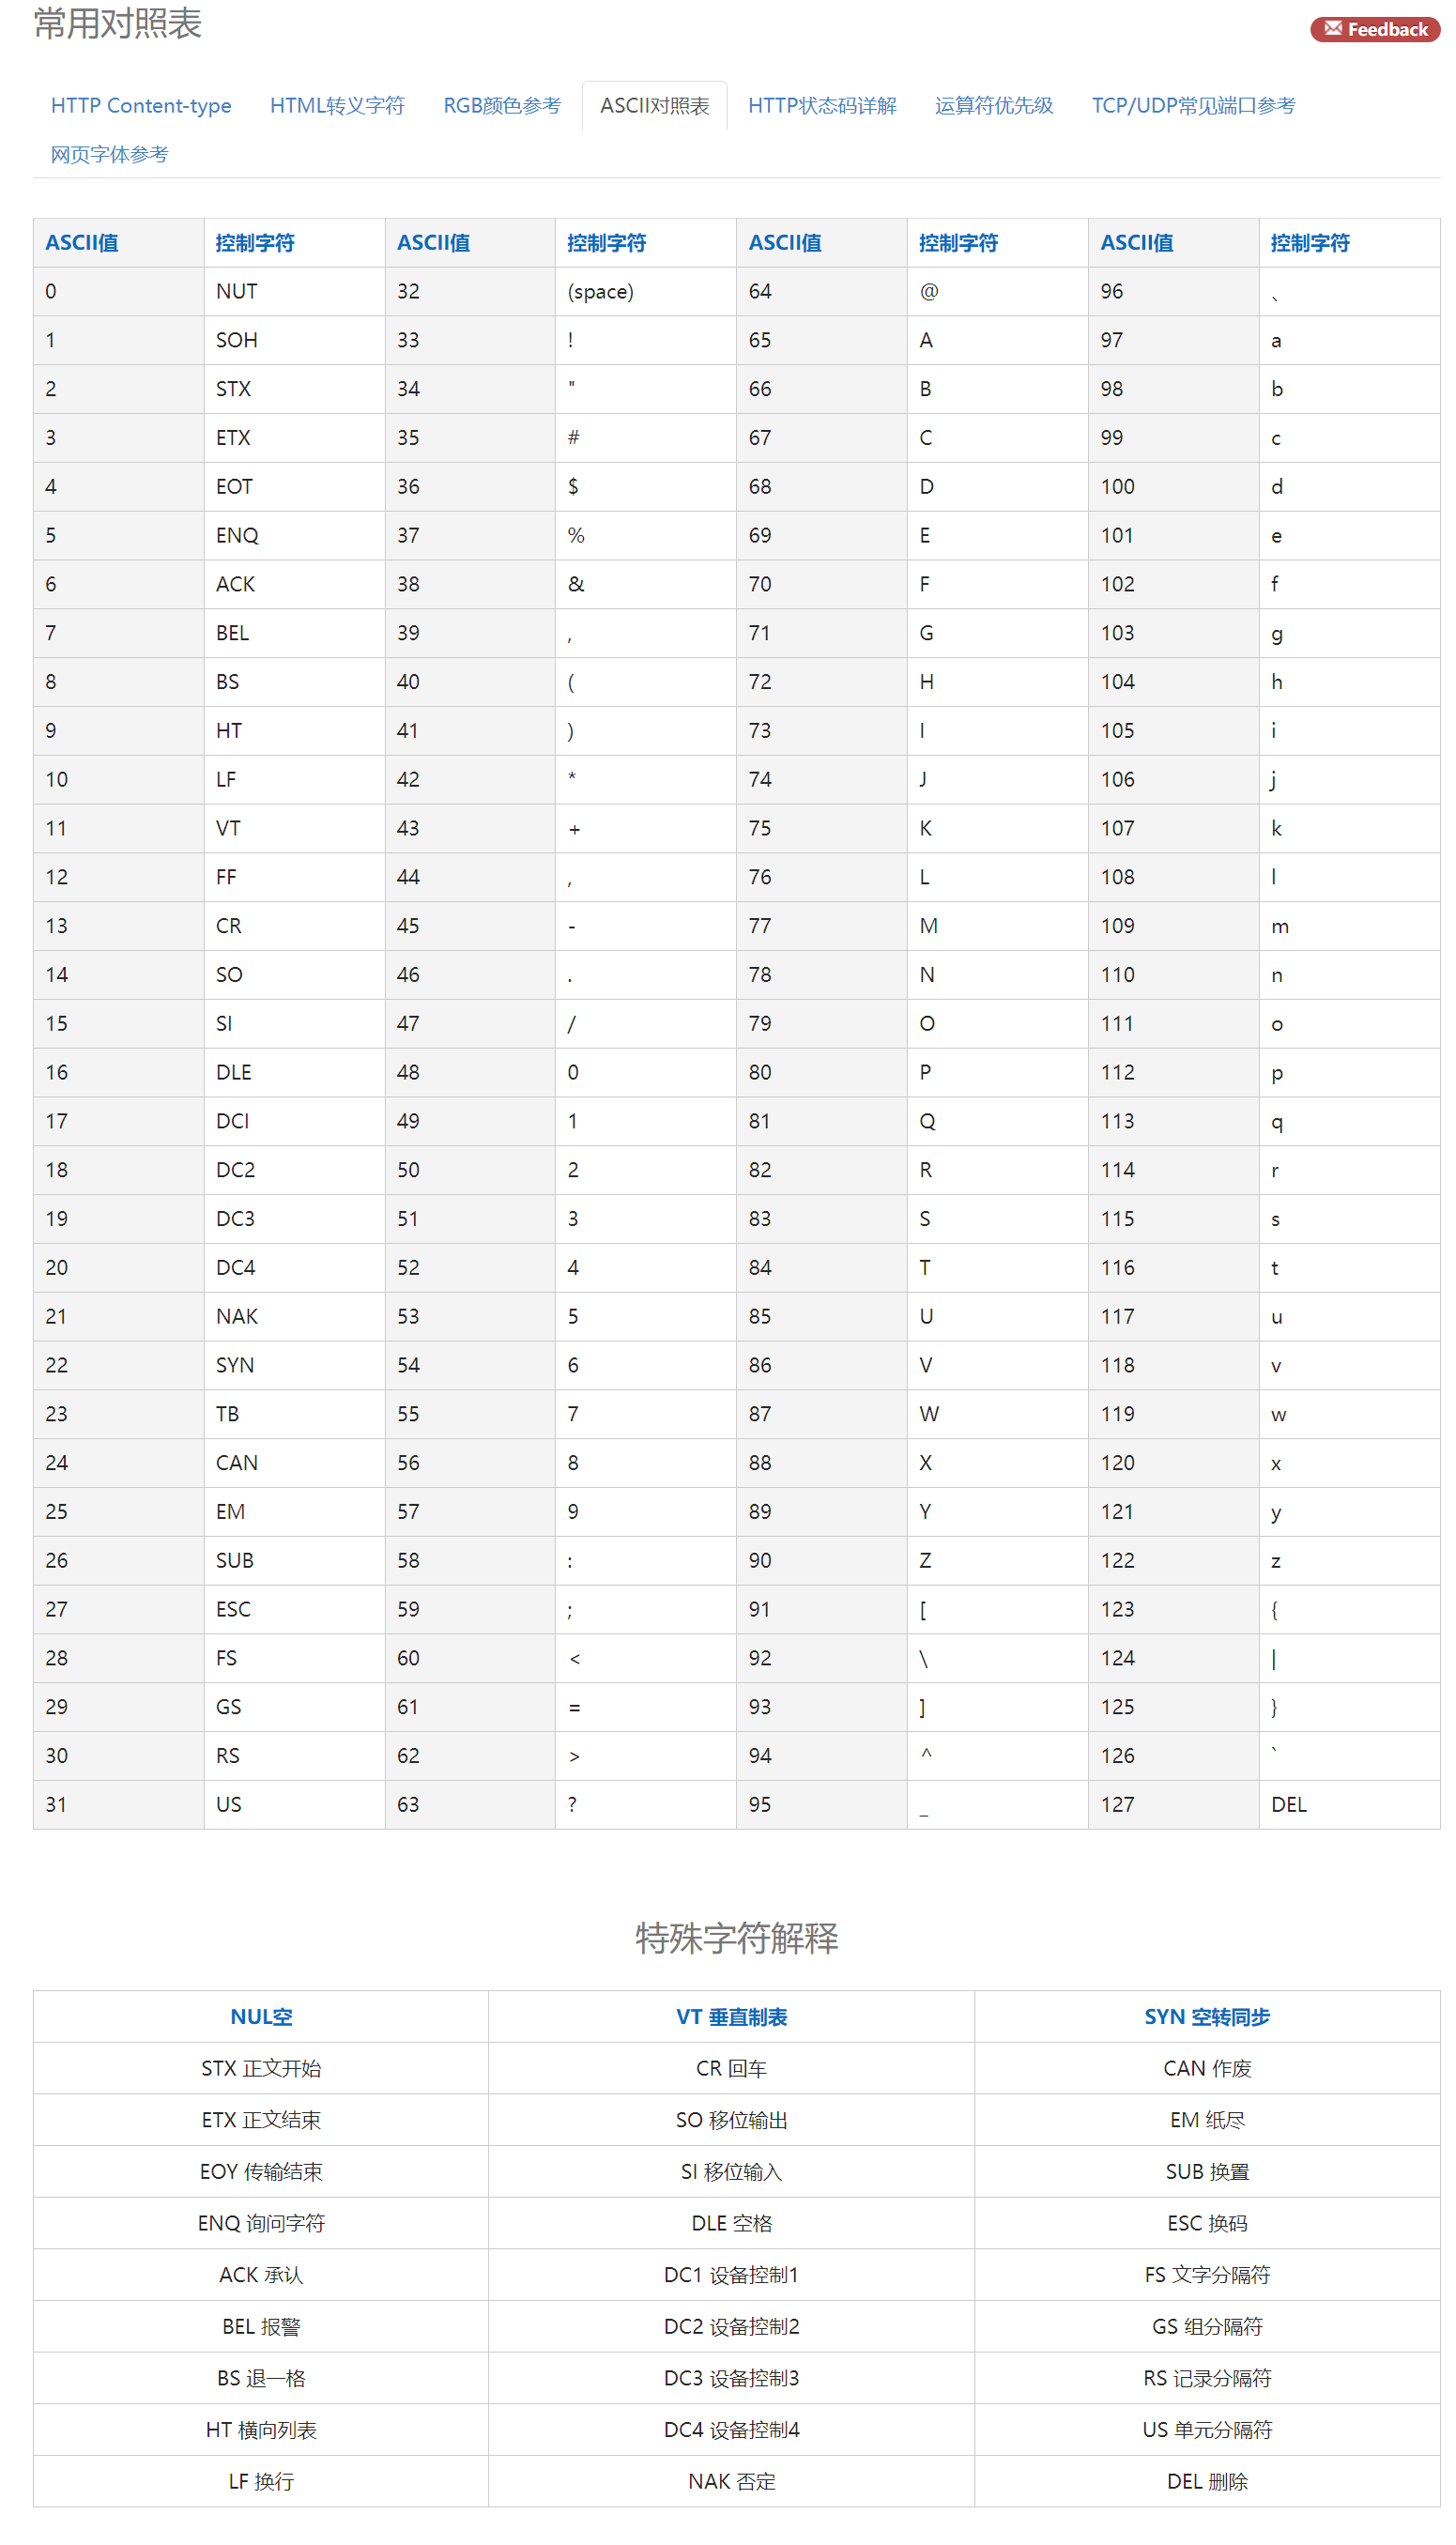 常用对照表
Feedback
HTTP Content-type HTML转义字符 RGB颜色参考 ASCII对照表 HTTP状态码详解 运算符优先级 TCP/UDP常见端口参考
网页字体参考
ASCII值 控制字符 ASCII值 控制字符 ASCII值 控制字符 ASCII值 控制字符
0 NUT 32 (space) 64 @ 96 、
1 SOH 33 ! 65 A 97 a
2 STX 34 " 66 B 98 b
3 ETX 35 # 67 C 99 c
4 EOT 36 $ 68 D 100 d
5 ENQ 37 % 69 E 101 e
6 ACK 38 & 70 F 102 f
7 BEL 39 , 71 G 103 g
8 BS 40 ( 72 H 104 h
9 HT 41 ) 73 I 105 i
10 LF 42 * 74 J 106 j
11 VT 43 + 75 K 107 k
12 FF 44 , 76 L 108 l
13 CR 45 - 77 M 109 m
14 SO 46 . 78 N 110 n
15 SI 47 / 79 O 111 o
16 DLE 48 0 80 P 112 p
17 DCI 49 1 81 Q 113 q
18 DC2 50 2 82 R 114 r
19 DC3 51 3 83 S 115 s
20 DC4 52 4 84 T 116 t
21 NAK 53 5 85 U 117 u
22 SYN 54 6 86 V 118 v
23 TB 55 7 87 W 119 w
24 CAN 56 8 88 X 120 x
25 EM 57 9 89 Y 121 y
26 SUB 58 : 90 Z 122 z
27 ESC 59 ; 91 [ 123 {
28 FS 60 < 92 \ 124 |
29 GS 61 = 93 ] 125 }
30 RS 62 > 94 ^ 126 `
31 US 63 ? 95 _ 127 DEL
特殊字符解释
NUL空 VT 垂直制表 SYN 空转同步
STX 正文开始 CR 回车 CAN 作废
ETX 正文结束 SO 移位输出 EM 纸尽
EOY 传输结束 SI 移位输入 SUB 换置
ENQ 询问字符 DLE 空格 ESC 换码
ACK 承认 DC1 设备控制1 FS 文字分隔符
BEL 报警 DC2 设备控制2 GS 组分隔符
BS 退一格 DC3 设备控制3 RS 记录分隔符
HT 横向列表 DC4 设备控制4 US 单元分隔符
LF 换行 NAK 否定 DEL 删除